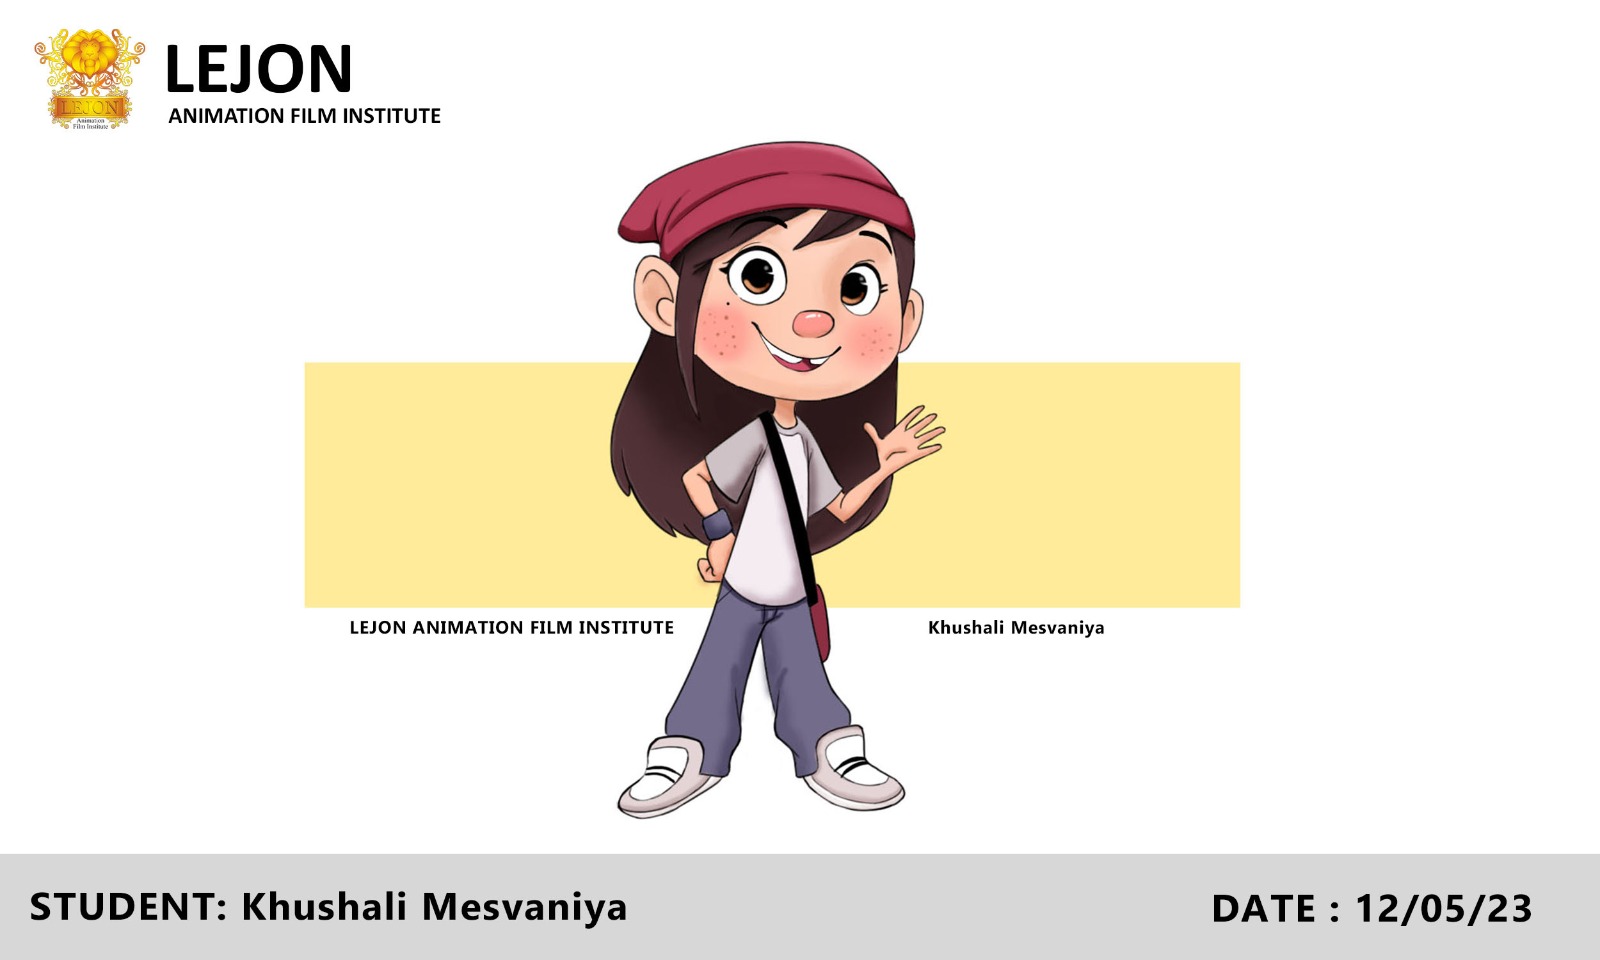 LEJON
ANIMATION FILM INSTITUTE
LEJON
Animation
Film Institute
LEJON ANIMATION FILM INSTITUTE
Khushali Mesvaniya
STUDENT: Khushali Mesvaniya
DATE : 12/05/23